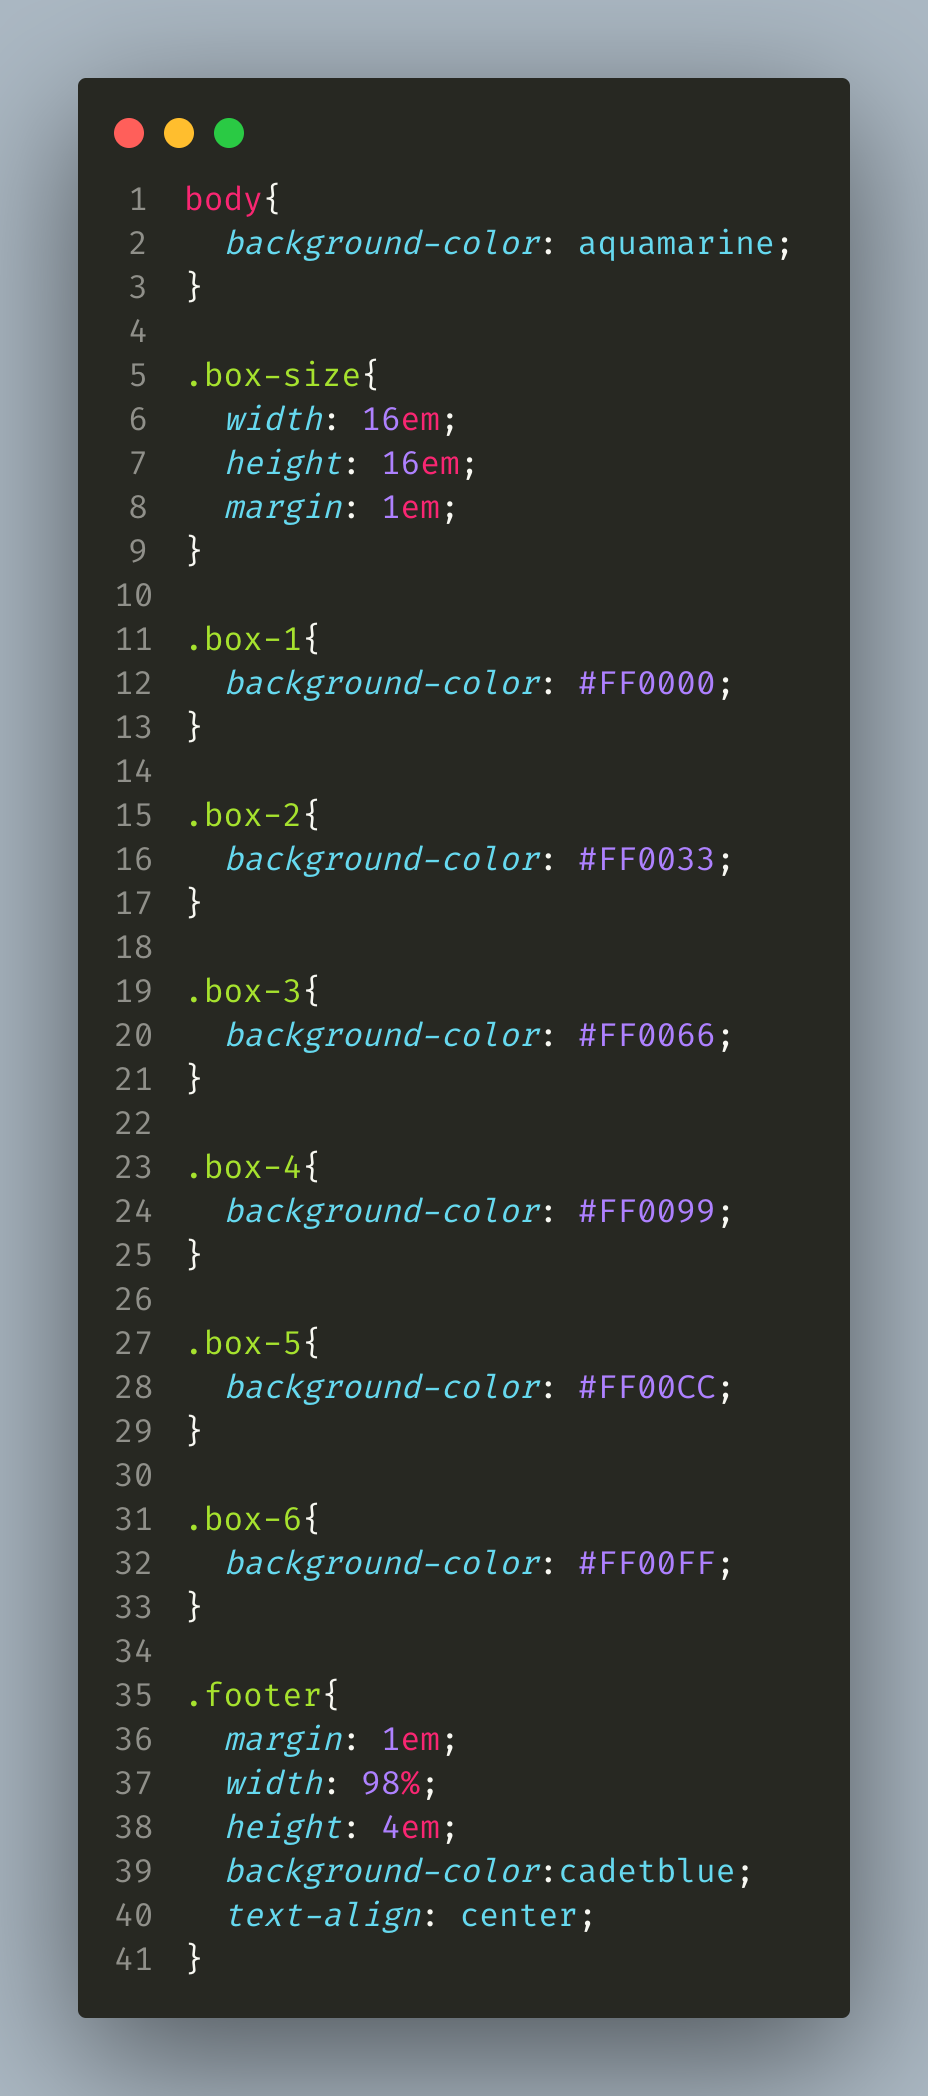 1 body{
2   background-color: aquamarine;
3 }
4
5 .box-size{
6   width: 16em;
7   height: 16em;
8   margin: 1em;
9 }
10
11 .box-1{
12   background-color: #FF0000;
13 }
14
15 .box-2{
16   background-color: #FF0033;
17 }
18
19 .box-3{
20   background-color: #FF0066;
21 }
22
23 .box-4{
24   background-color: #FF0099;
25 }
26
27 .box-5{
28   background-color: #FF00CC;
29 }
30
31 .box-6{
32   background-color: #FF00FF;
33 }
34
35 .footer{
36   margin: 1em;
37   width: 98%;
38   height: 4em;
39   background-color:cadetblue;
40   text-align: center;
41 }